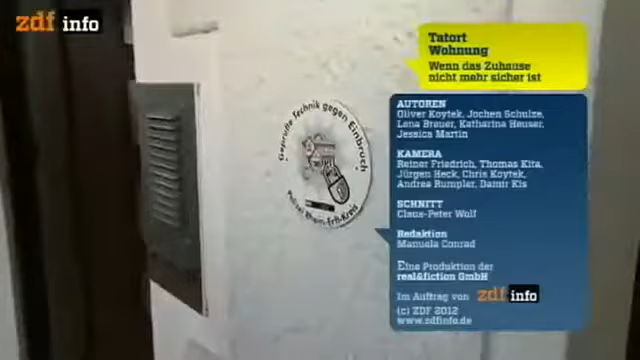 zdf info
Tatort
Wohnung
Wenn das Zuhause
nicht mehr sicher ist
AUTOREN
Oliver Koytek, Jochen Schulze,
Lena Breuer, Katharina Heuser,
Jessica Martin
KAMERA
Reiner Friedrich, Thomas Kita,
Jürgen Heck, Chris Koytek,
Andrea Rumpler, Damir Kis
SCHNITT
Claus-Peter Wolf
Redaktion
Manuela Conrad
Eine Produktion der
real&fiction GmbH
Im Auftrag von zdf info
(c) ZDF 2012
www.zdfinfo.de
Geprüfte Technik gegen Einbruch
Polizei Rhein-Erft-Kreis